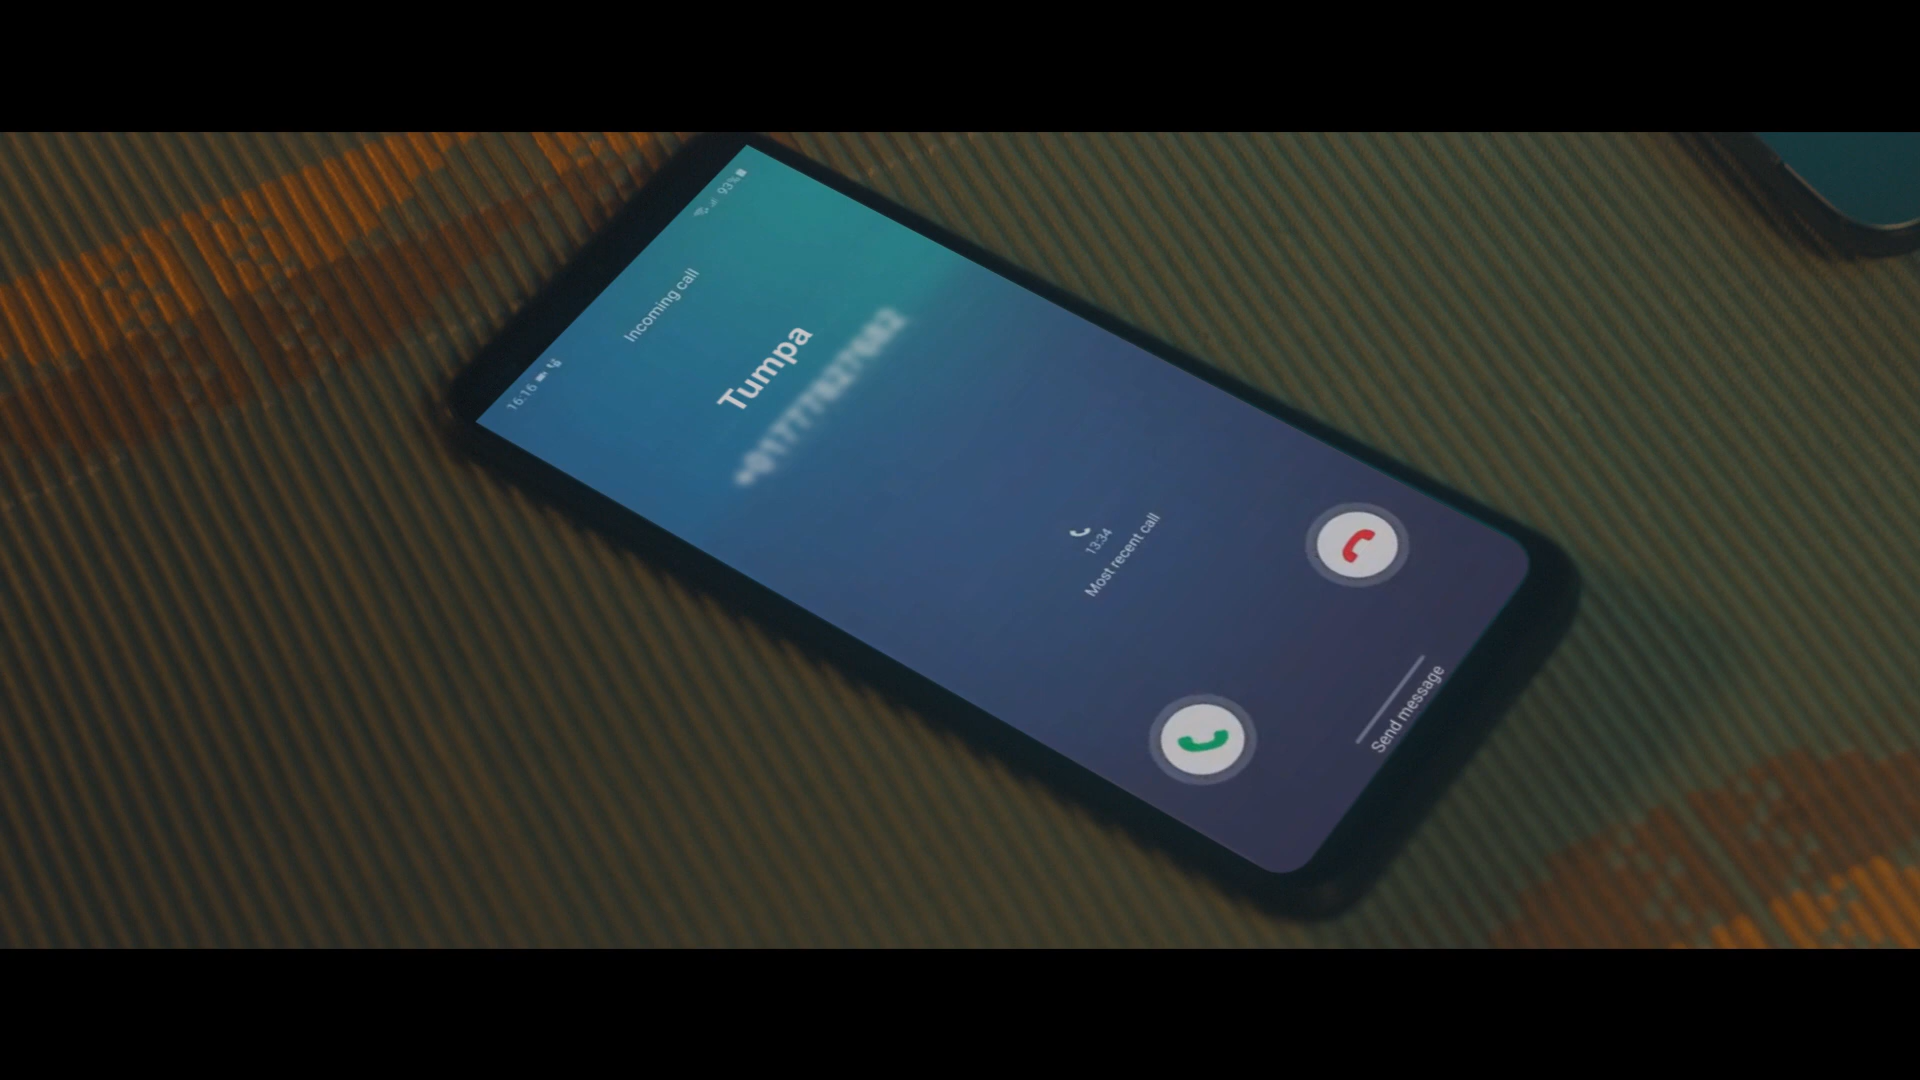 16:16
93%
Incoming call
Tumpa
13:34
Most recent call
Send message